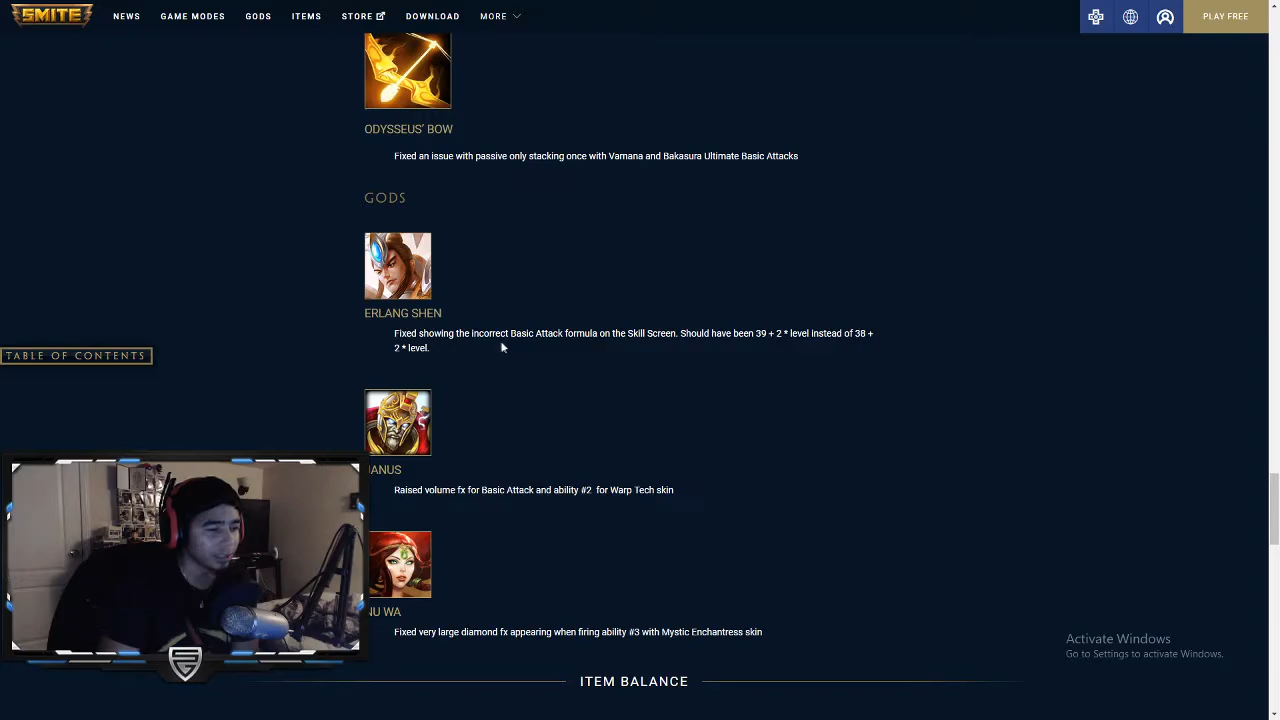 SMITE NEWS GAME MODES GODS ITEMS STORE DOWNLOAD MORE PLAY FREE
ODYSSEUS' BOW
Fixed an issue with passive only stacking once with Vamana and Bakasura Ultimate Basic Attacks
GODS
ERLANG SHEN
Fixed showing the incorrect Basic Attack formula on the Skill Screen. Should have been 39 + 2 * level instead of 38 +
2 * level.
TABLE OF CONTENTS
JANUS
Raised volume fx for Basic Attack and ability #2 for Warp Tech skin
NU WA
Fixed very large diamond fx appearing when firing ability #3 with Mystic Enchantress skin
Activate Windows
Go to Settings to activate Windows.
ITEM BALANCE